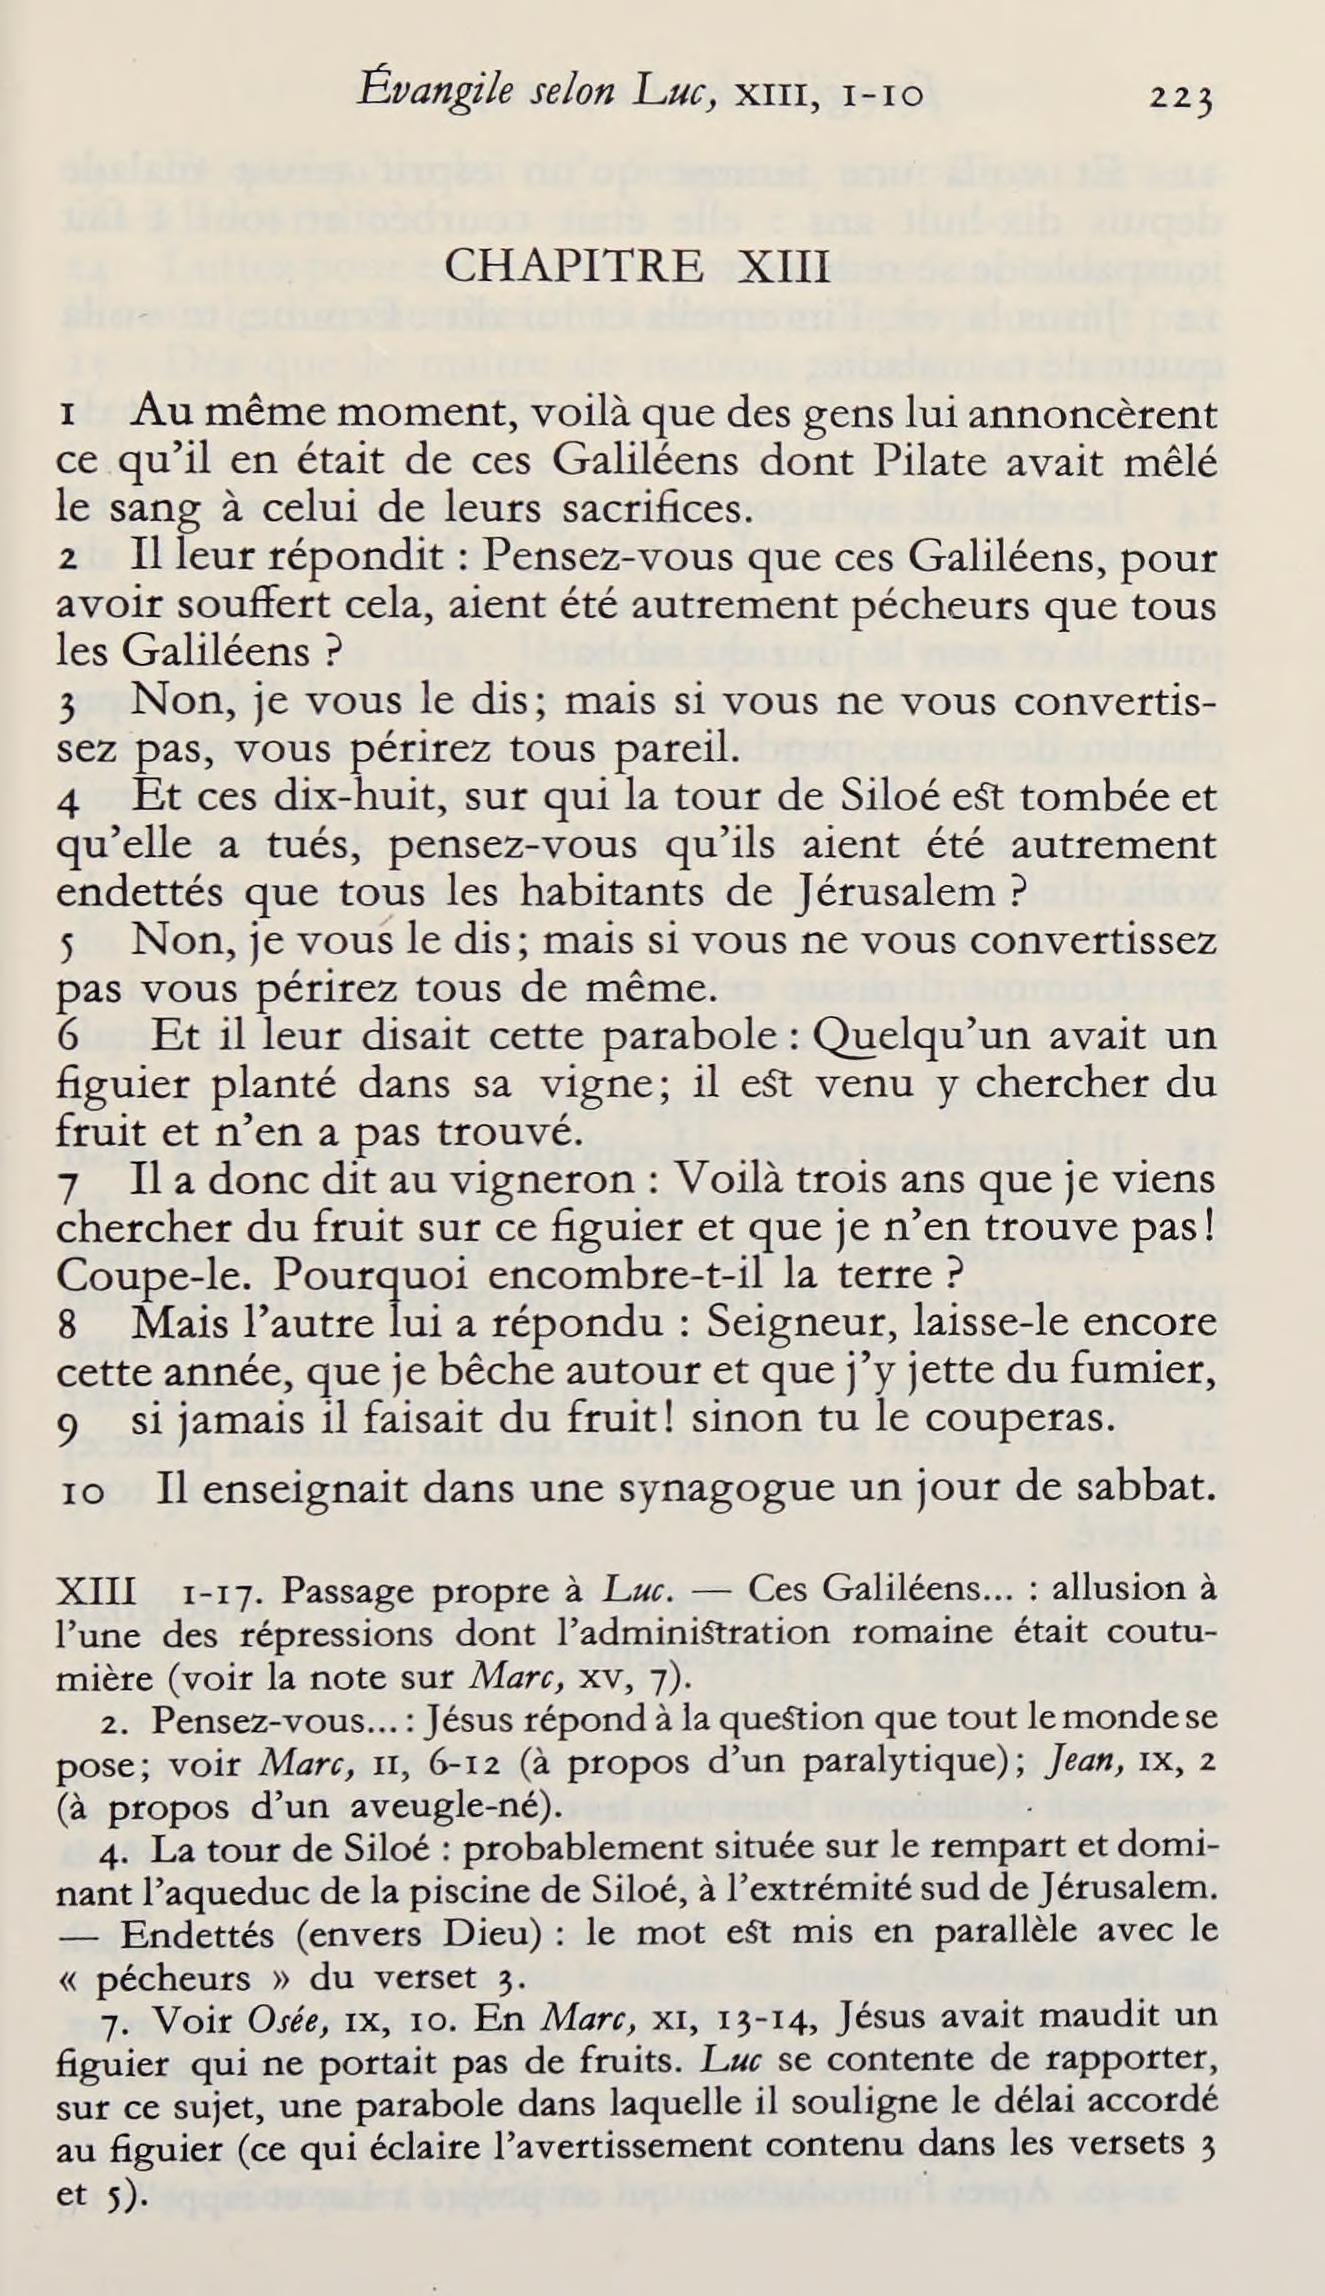 Évangile selon Luc, XIII, 1-10 223
CHAPITRE XIII
1 Au même moment, voilà que des gens lui annoncèrent
ce qu’il en était de ces Galiléens dont Pilate avait mêlé
le sang à celui de leurs sacrifices.
2 Il leur répondit : Pensez-vous que ces Galiléens, pour
avoir souffert cela, aient été autrement pécheurs que tous
les Galiléens ?
3 Non, je vous le dis; mais si vous ne vous convertis-
sez pas, vous périrez tous pareil.
4 Et ces dix-huit, sur qui la tour de Siloé est tombée et
qu’elle a tués, pensez-vous qu’ils aient été autrement
endettés que tous les habitants de Jérusalem ?
5 Non, je vous le dis; mais si vous ne vous convertissez
pas vous périrez tous de même.
6 Et il leur disait cette parabole : Quelqu’un avait un
figuier planté dans sa vigne; il est venu y chercher du
fruit et n’en a pas trouvé.
7 Il a donc dit au vigneron : Voilà trois ans que je viens
chercher du fruit sur ce figuier et que je n’en trouve pas!
Coupe-le. Pourquoi encombre-t-il la terre ?
8 Mais l’autre lui a répondu : Seigneur, laisse-le encore
cette année, que je bêche autour et que j’y jette du fumier,
9 si jamais il faisait du fruit! sinon tu le couperas.
10 Il enseignait dans une synagogue un jour de sabbat.
XIII 1-17. Passage propre à Luc. — Ces Galiléens... : allusion à
l’une des répressions dont l’administration romaine était coutu-
mière (voir la note sur Marc, XV, 7).
2. Pensez-vous... : Jésus répond à la question que tout le monde se
pose; voir Marc, II, 6-12 (à propos d’un paralytique); Jean, IX, 2
(à propos d’un aveugle-né).
4. La tour de Siloé : probablement située sur le rempart et domi-
nant l’aqueduc de la piscine de Siloé, à l’extrémité sud de Jérusalem.
— Endettés (envers Dieu) : le mot est mis en parallèle avec le
« pécheurs » du verset 3.
7. Voir Osée, IX, 10. En Marc, XI, 13-14, Jésus avait maudit un
figuier qui ne portait pas de fruits. Luc se contente de rapporter,
sur ce sujet, une parabole dans laquelle il souligne le délai accordé
au figuier (ce qui éclaire l’avertissement contenu dans les versets 3
et 5).